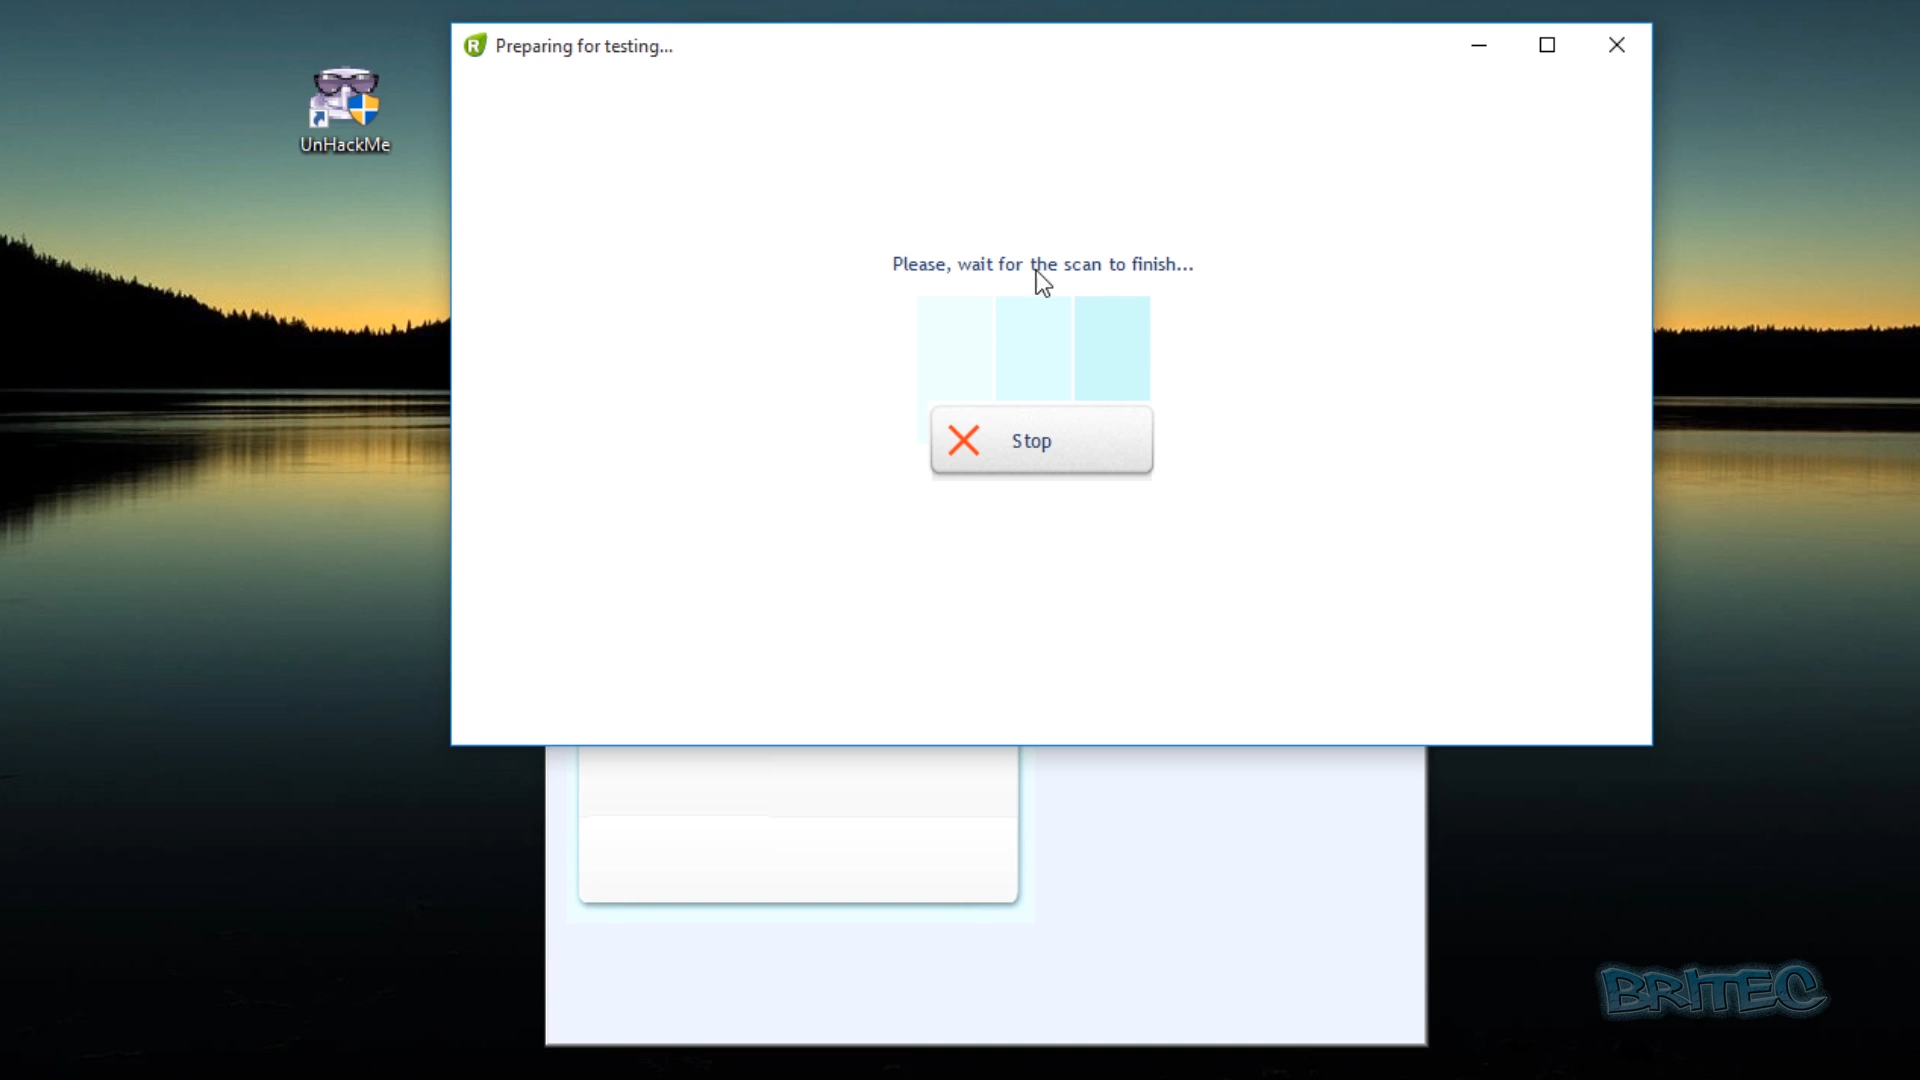 Preparing for testing...
UnHackMe
Please, wait for the scan to finish...
Stop
BRITEC